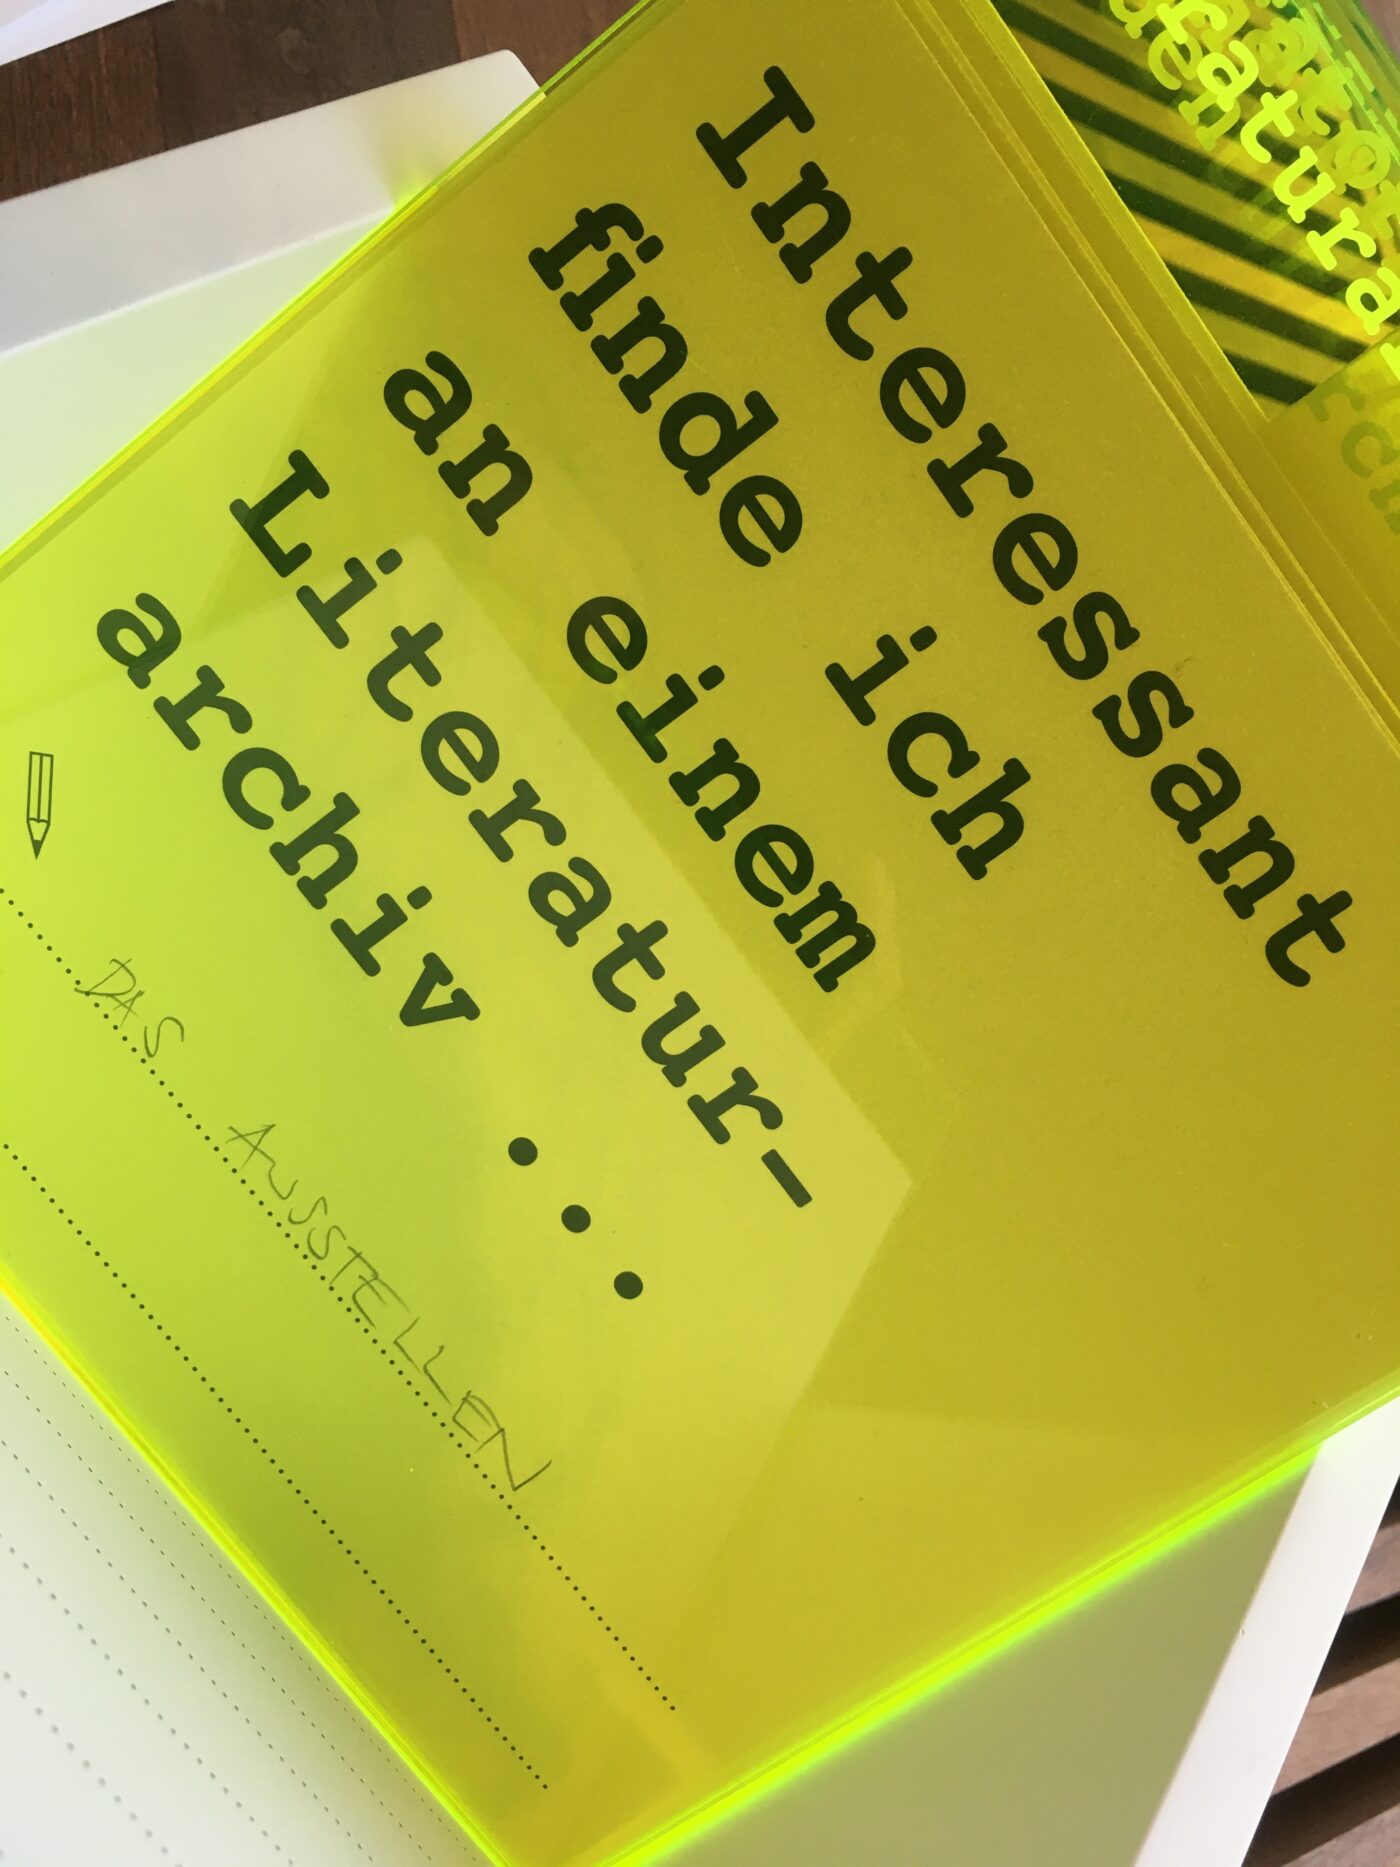 Interessant
finde ich
an einem
Literatur-
archiv ...
DAS AUSSTELLEN